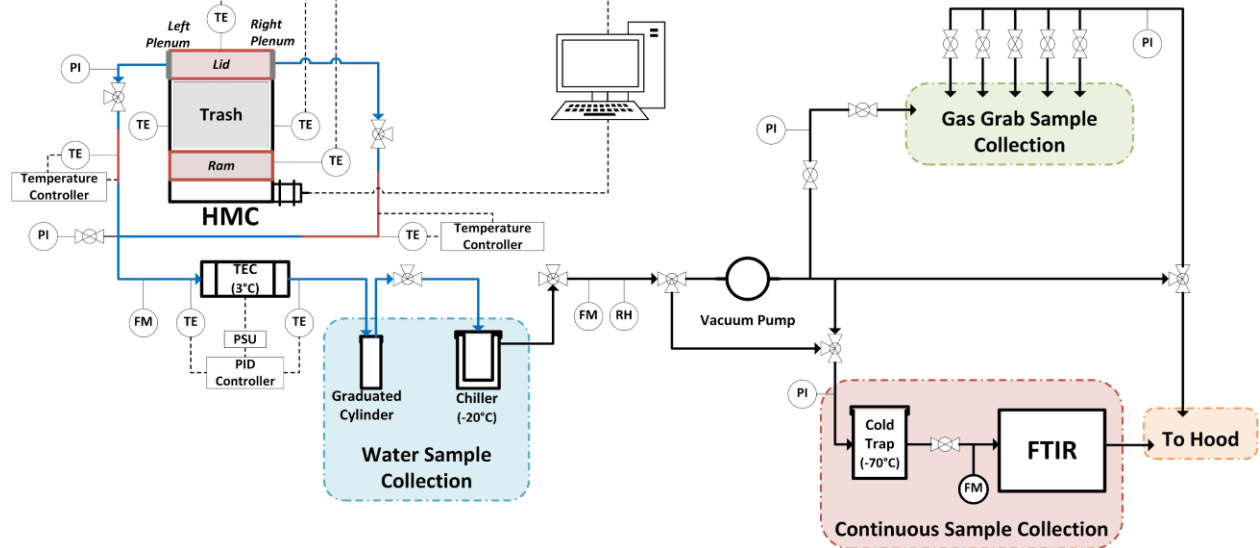 TE
Left
Plenum
Right
Plenum
PI
Lid
PI
Trash
TE
TE
TE
TE
Ram
Temperature
Controller
HMC
PI
TE
Temperature
Controller
TEC
(3°C)
FM
TE
TE
PSU
PID
Controller
Graduated
Cylinder
Chiller
(-20°C)
Water Sample
Collection
FM
RH
Vacuum Pump
PI
Gas Grab Sample
Collection
PI
Cold
Trap
(-70°C)
FM
FTIR
Continuous Sample Collection
To Hood